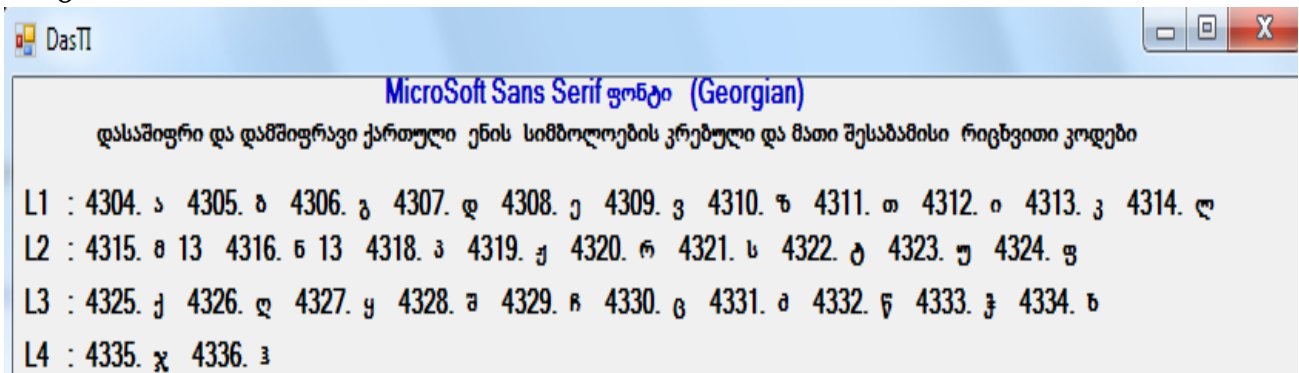 DasTI
MicroSoft Sans Serif ფონტი (Georgian)
დასაშიფრი და დამშიფრავი ქართული ენის სიმბოლოების კრებული და მათი შესაბამისი რიცხვითი კოდები
L1 : 4304. ა 4305. ბ 4306. გ 4307. დ 4308. ე 4309. ვ 4310. ზ 4311. თ 4312. ი 4313. კ 4314. ლ
L2 : 4315. მ 13 4316. ნ 13 4318. პ 4319. ჟ 4320. რ 4321. ს 4322. ტ 4323. უ 4324. ფ
L3 : 4325. ქ 4326. ღ 4327. ყ 4328. შ 4329. ჩ 4330. ც 4331. ძ 4332. წ 4333. ჭ 4334. ხ
L4 : 4335. ჯ 4336. ჰ